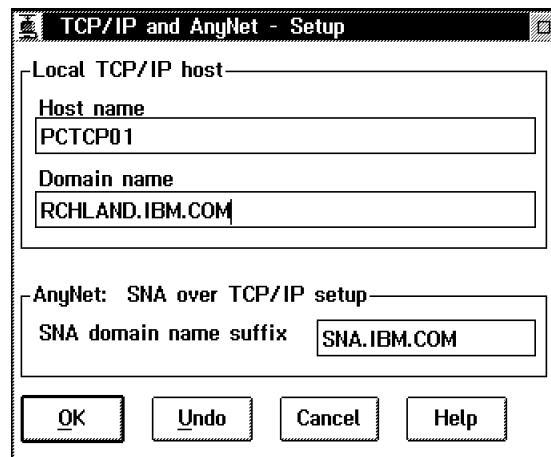 TCP/IP and AnyNet - Setup
Local TCP/IP host
Host name
PCTCP01
Domain name
RCHLAND.IBM.COM
AnyNet: SNA over TCP/IP setup
SNA domain name suffix SNA.IBM.COM
OK Undo Cancel Help